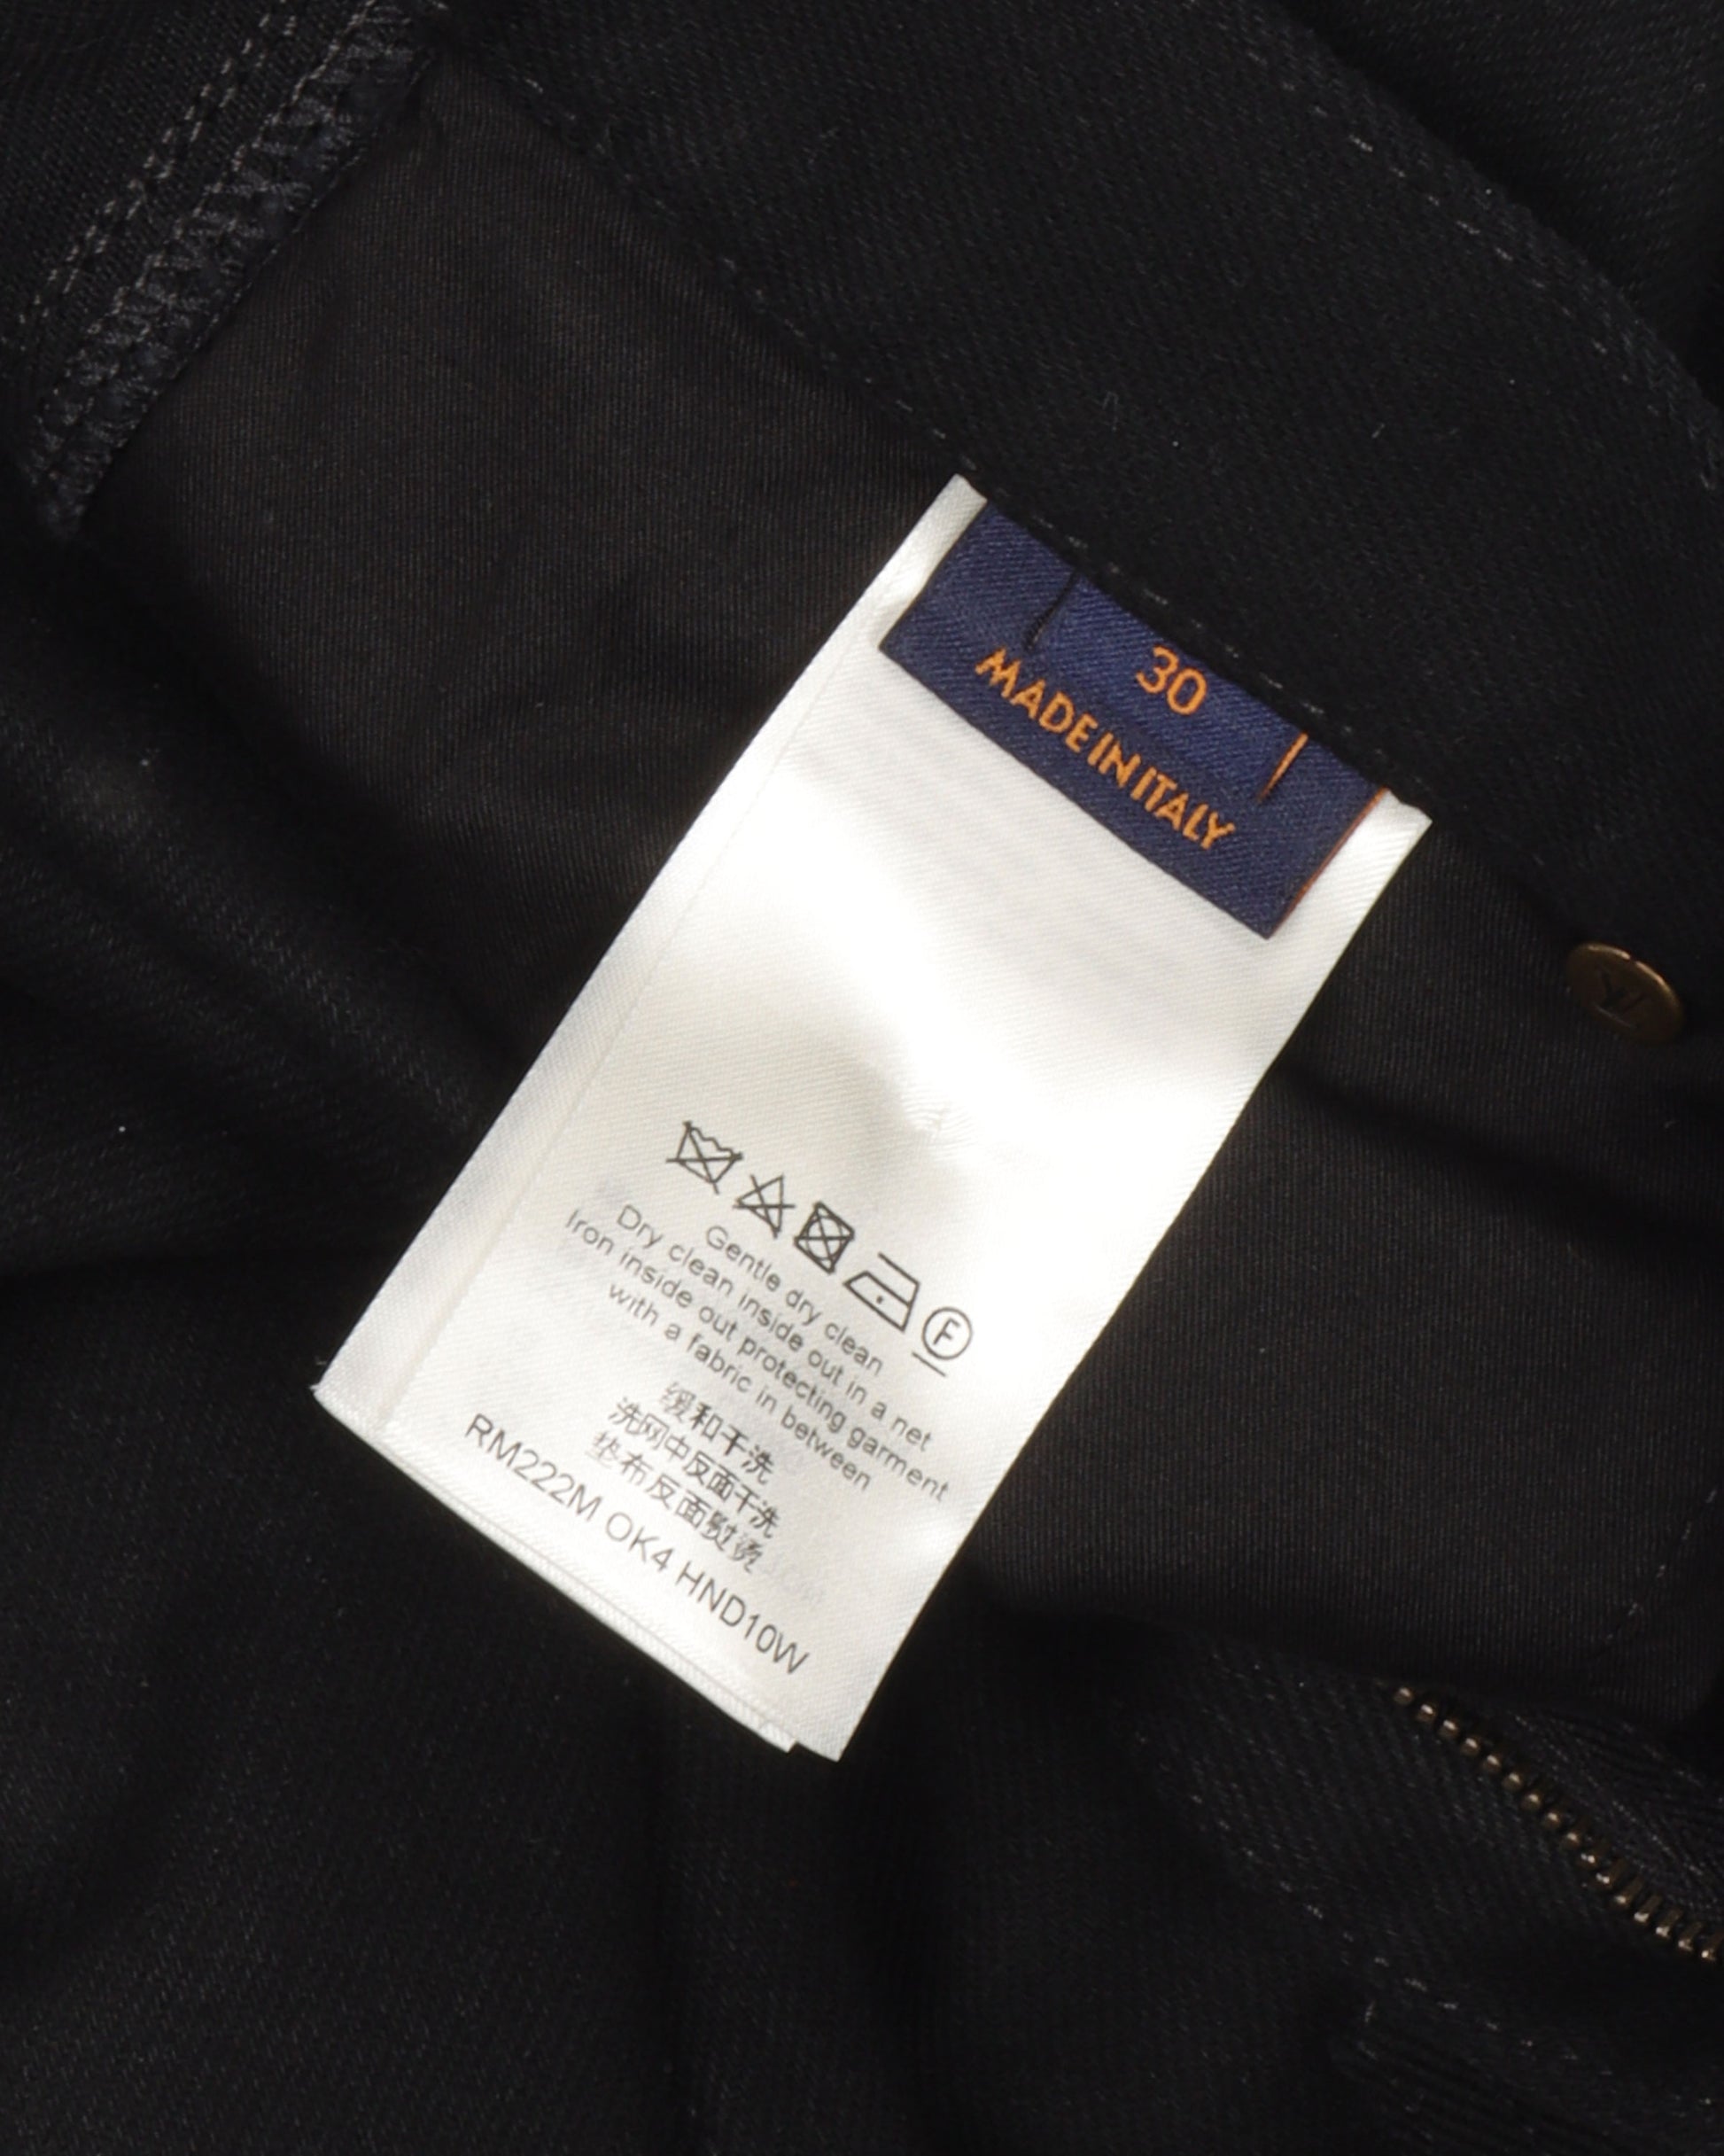 30
MADE IN ITALY
F
Gentle dry clean
Dry clean inside out in a net
Iron inside out protecting garment
with a fabric in between
缓和干洗
洗网中反面干洗
垫布反面熨烫
RM222M OK4 HND10W
LV